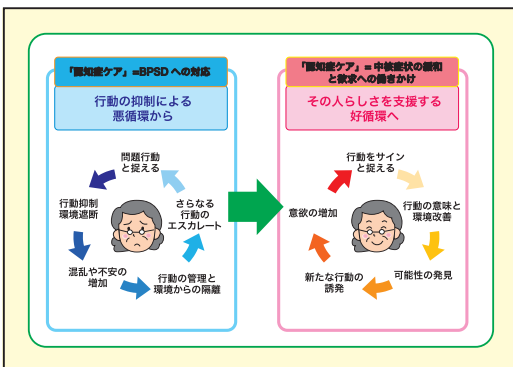 「認知症ケア」=BPSDへの対応
行動の抑制による
悪循環から
問題行動
と捉える
行動抑制
環境遮断
混乱や不安の
増加
行動の管理と
環境からの隔離
さらなる
行動の
エスカレート
「認知症ケア」=中核症状の緩和
と欲求への働きかけ
その人らしさを支援する
好循環へ
行動をサイン
と捉える
行動の意味と
環境改善
可能性の発見
新たな行動の
誘発
意欲の増加